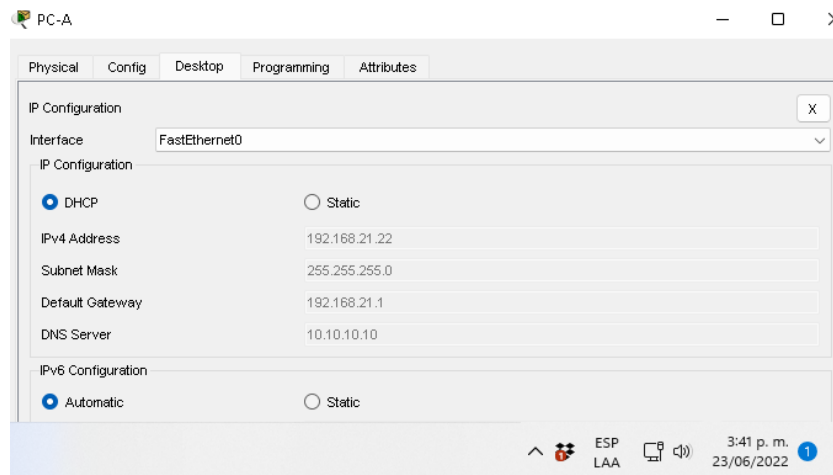 PC-A
Physical Config Desktop Programming Attributes
IP Configuration X
Interface FastEthernet0
IP Configuration
DHCP Static
IPv4 Address 192.168.21.22
Subnet Mask 255.255.255.0
Default Gateway 192.168.21.1
DNS Server 10.10.10.10
IPv6 Configuration
Automatic Static
ESP 3:41 p. m.
LAA 23/06/2022 1